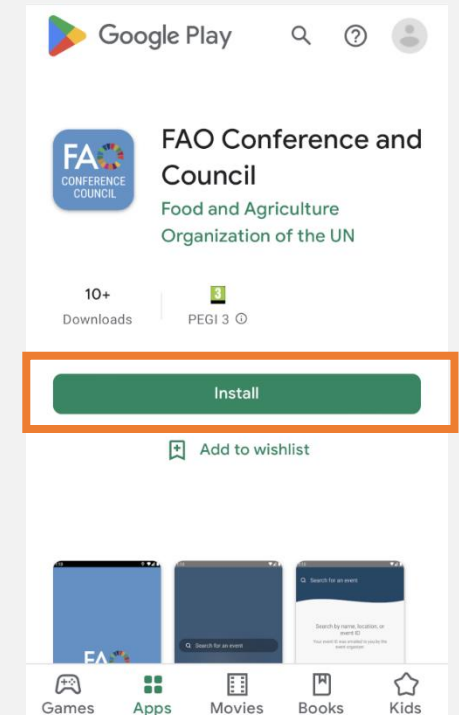 Google Play
FAO
CONFERENCE
COUNCIL
FAO Conference and
Council
Food and Agriculture
Organization of the UN
10+
Downloads
3
PEGI 3
Install
Add to wishlist
FAO
Search for an event
Search for an event
Search by name, location, or
event ID
Games Apps Movies Books Kids